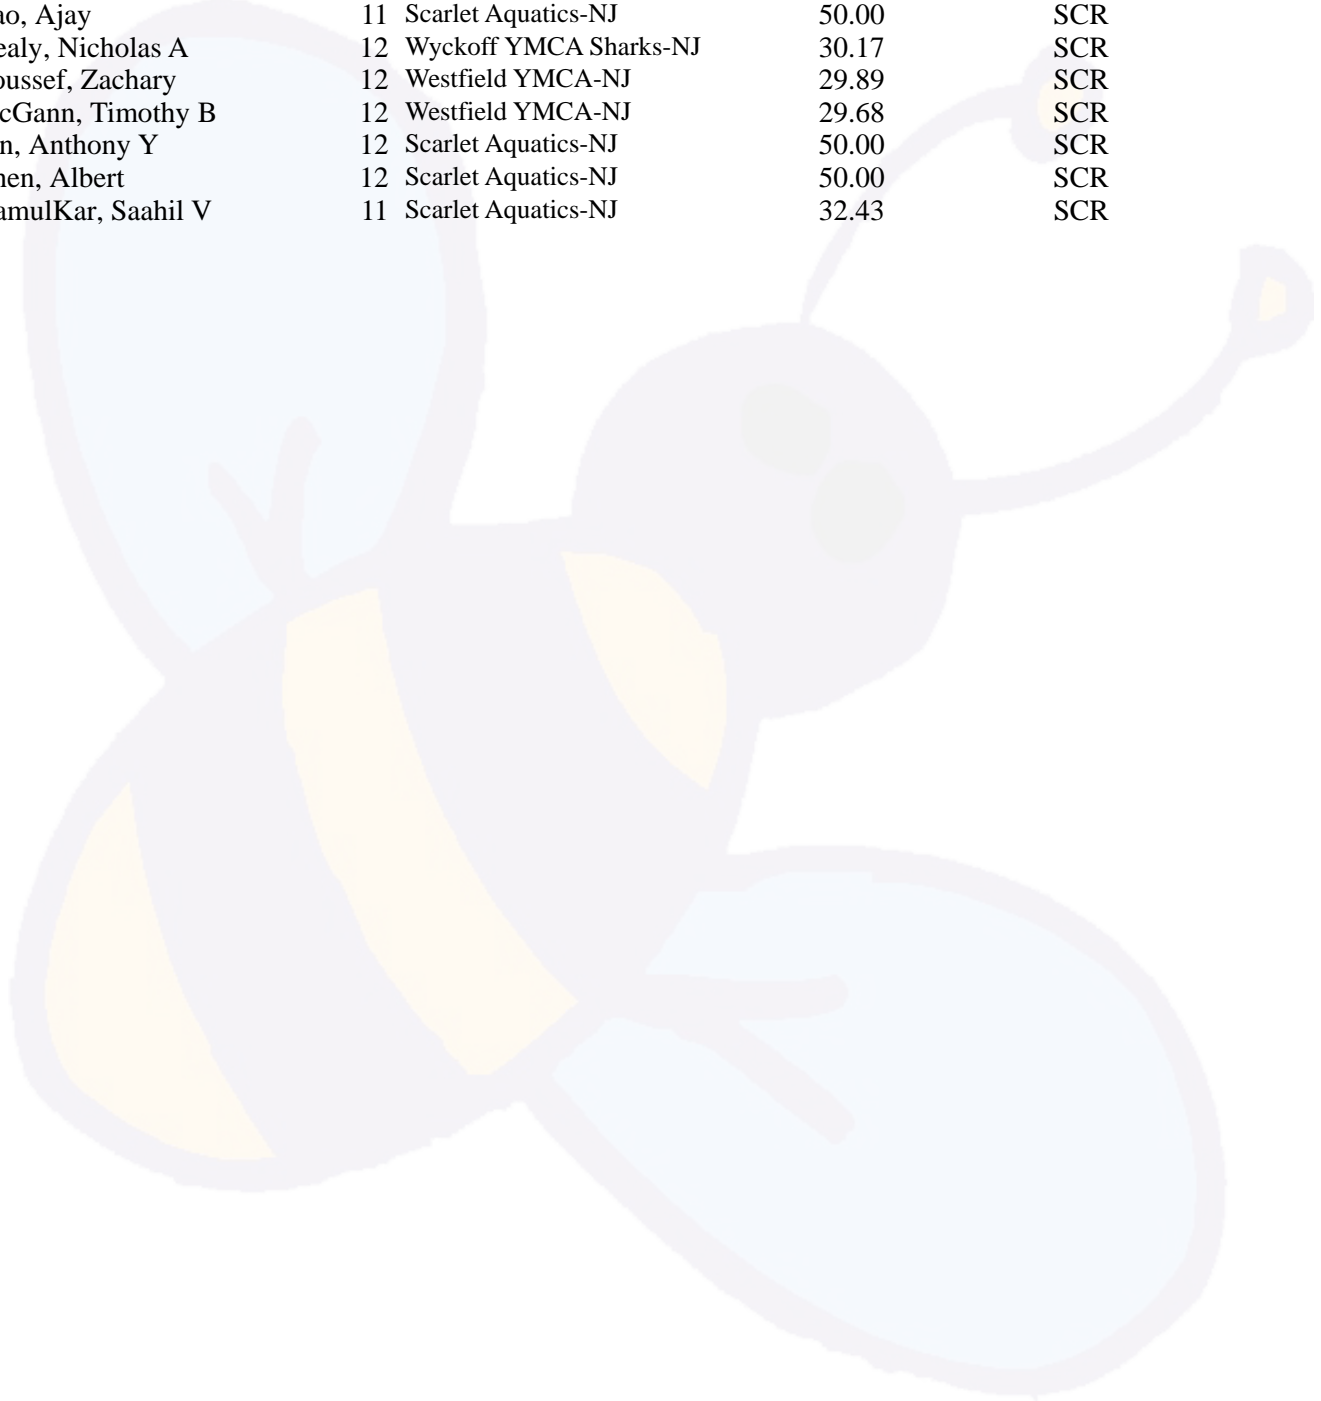 ao, Ajay 11 Scarlet Aquatics-NJ 50.00 SCR
ealy, Nicholas A 12 Wyckoff YMCA Sharks-NJ 30.17 SCR
oussef, Zachary 12 Westfield YMCA-NJ 29.89 SCR
cGann, Timothy B 12 Westfield YMCA-NJ 29.68 SCR
n, Anthony Y 12 Scarlet Aquatics-NJ 50.00 SCR
hen, Albert 12 Scarlet Aquatics-NJ 50.00 SCR
amulKar, Saahil V 11 Scarlet Aquatics-NJ 32.43 SCR